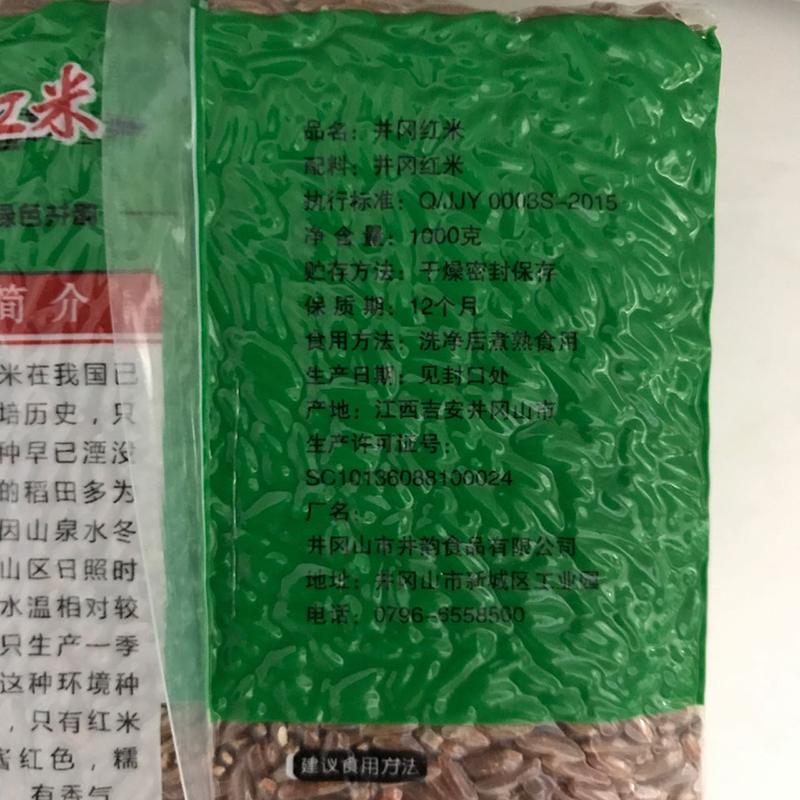 红米
绿色井韵
简介
米在我国已
培历史，只
种早已湮没
的稻田多为
因山泉水冬
山区日照时
水温相对较
只生产一季
这种环境种
，只有红米
酱红色，糯
有香气
品名：井冈红米
配料：井冈红米
执行标准：Q/JJY 0003S-2015
净含量：1000克
贮存方法：干燥密封保存
保质期：12个月
食用方法：洗净后煮熟食用
生产日期：见封口处
产地：江西吉安井冈山市
生产许可证号：
SC10136088100024
厂名：
井冈山市井韵食品有限公司
地址：井冈山市新城区工业园
电话：0796-6558500
建议食用方法